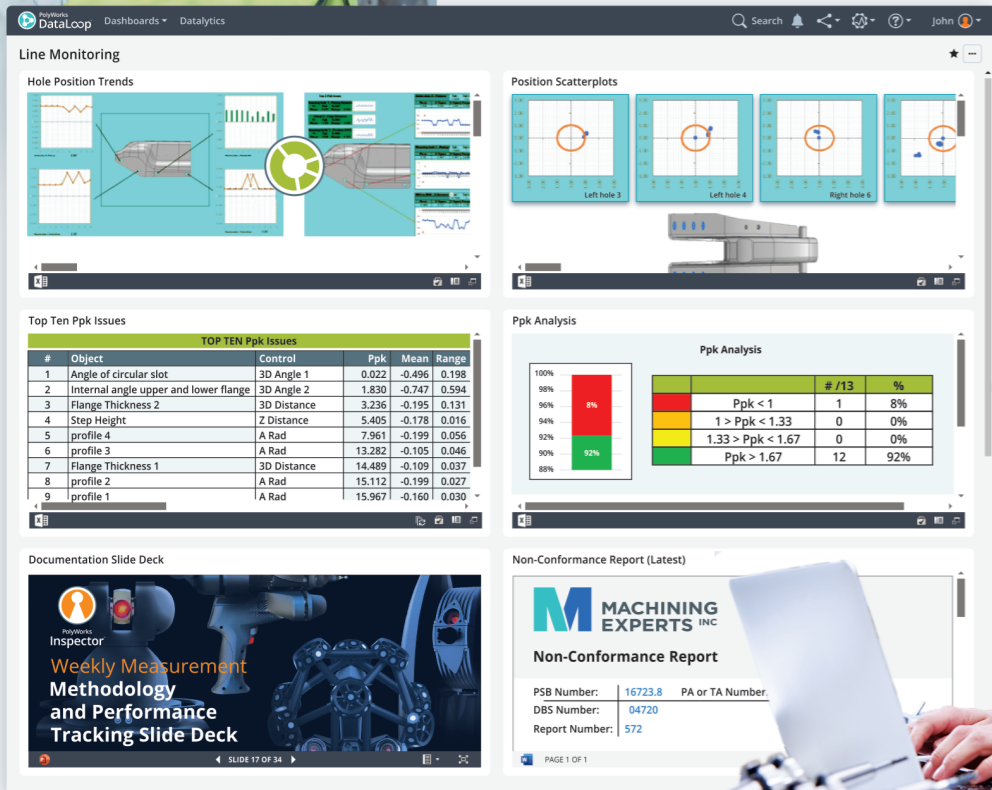 PolyWorks
DataLoop
Dashboards
Datalytics
Search
John
Line Monitoring
Hole Position Trends
Position Scatterplots
Left hole 3
Left hole 4
Right hole 6
Top Ten Ppk Issues
TOP TEN Ppk Issues
# Object Control Ppk Mean Range
1 Angle of circular slot 3D Angle 1 0.022 -0.496 0.198
2 Internal angle upper and lower flange 3D Angle 2 1.830 -0.747 0.594
3 Flange Thickness 2 3D Distance 3.236 -0.195 0.131
4 Step Height Z Distance 5.405 -0.178 0.016
5 profile 4 A Rad 7.961 -0.199 0.056
6 profile 3 A Rad 13.282 -0.105 0.046
7 Flange Thickness 1 3D Distance 14.489 -0.109 0.037
8 profile 2 A Rad 15.112 -0.199 0.027
9 profile 1 A Rad 15.967 -0.160 0.030
Ppk Analysis
Ppk Analysis
100%
98%
96%
94%
92%
90%
88%
8%
92%
# /13 %
Ppk < 1 1 8%
1 > Ppk < 1.33 0 0%
1.33 > Ppk < 1.67 0 0%
Ppk > 1.67 12 92%
Documentation Slide Deck
PolyWorks
Inspector
Weekly Measurement
Methodology
and Performance
Tracking Slide Deck
SLIDE 17 OF 34
Non-Conformance Report (Latest)
M MACHINING
EXPERTS INC
Non-Conformance Report
PSB Number: 16723.8 PA or TA Number
DBS Number: 04720
Report Number: 572
PAGE 1 OF 1